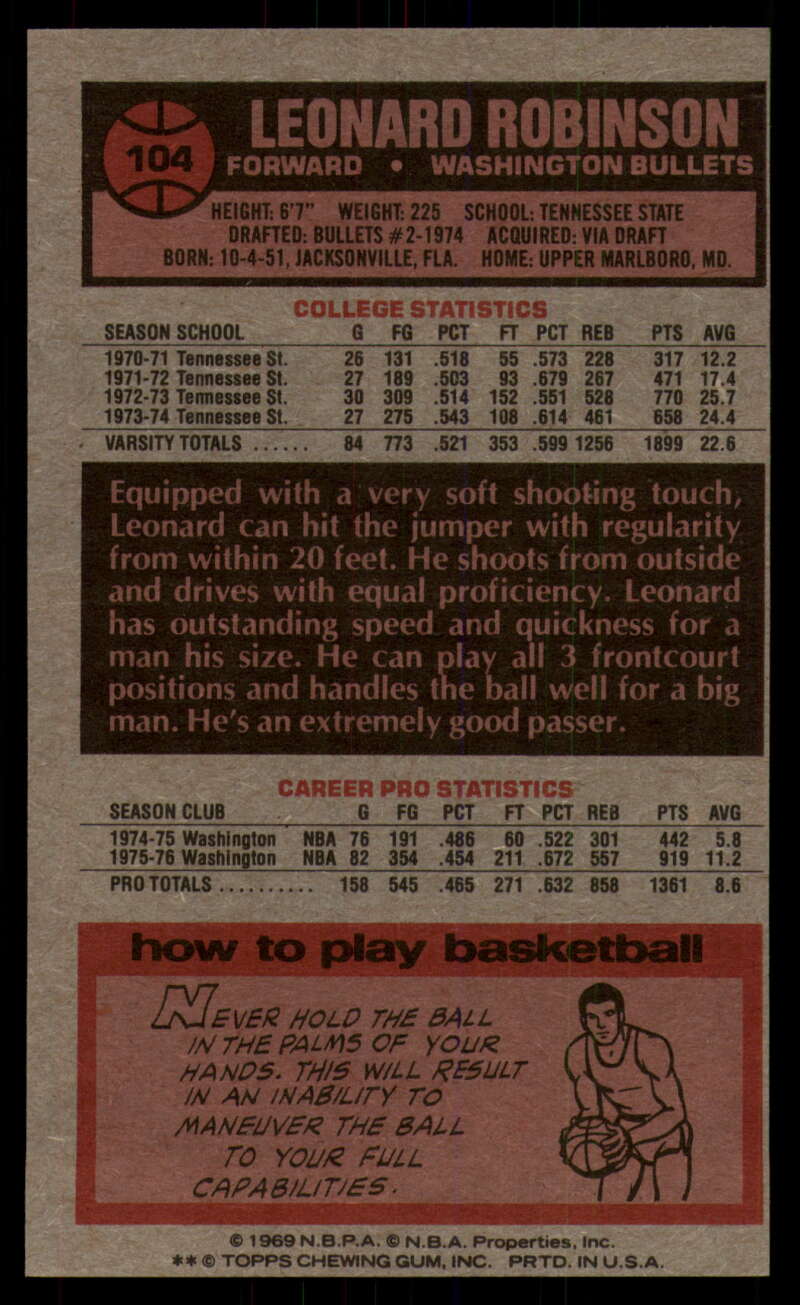 104
LEONARD ROBINSON
FORWARD • WASHINGTON BULLETS
HEIGHT: 6'7" WEIGHT: 225 SCHOOL: TENNESSEE STATE
DRAFTED: BULLETS #2-1974 ACQUIRED: VIA DRAFT
BORN: 10-4-51, JACKSONVILLE, FLA. HOME: UPPER MARLBORO, MD.
COLLEGE STATISTICS
SEASON SCHOOL G FG PCT FT PCT REB PTS AVG
1970-71 Tennessee St. 26 131 .518 55 .573 228 317 12.2
1971-72 Tennessee St. 27 189 .503 93 .679 267 471 17.4
1972-73 Tennessee St. 30 309 .514 152 .551 528 770 25.7
1973-74 Tennessee St. 27 275 .543 108 .614 461 658 24.4
VARSITY TOTALS ...... 84 773 .521 353 .599 1256 1899 22.6
Equipped with a very soft shooting touch,
Leonard can hit the jumper with regularity
from within 20 feet. He shoots from outside
and drives with equal proficiency. Leonard
has outstanding speed and quickness for a
man his size. He can play all 3 frontcourt
positions and handles the ball well for a big
man. He's an extremely good passer.
CAREER PRO STATISTICS
SEASON CLUB G FG PCT FT PCT REB PTS AVG
1974-75 Washington NBA 76 191 .486 60 .522 301 442 5.8
1975-76 Washington NBA 82 354 .454 211 .672 557 919 11.2
PRO TOTALS .......... 158 545 .465 271 .632 858 1361 8.6
how to play basketball
NEVER HOLD THE BALL
IN THE PALMS OF YOUR
HANDS. THIS WILL RESULT
IN AN INABILITY TO
MANEUVER THE BALL
TO YOUR FULL
CAPABILITIES.
© 1969 N.B.P.A. © N.B.A. Properties, Inc.
** © TOPPS CHEWING GUM, INC. PRTD. IN U.S.A.